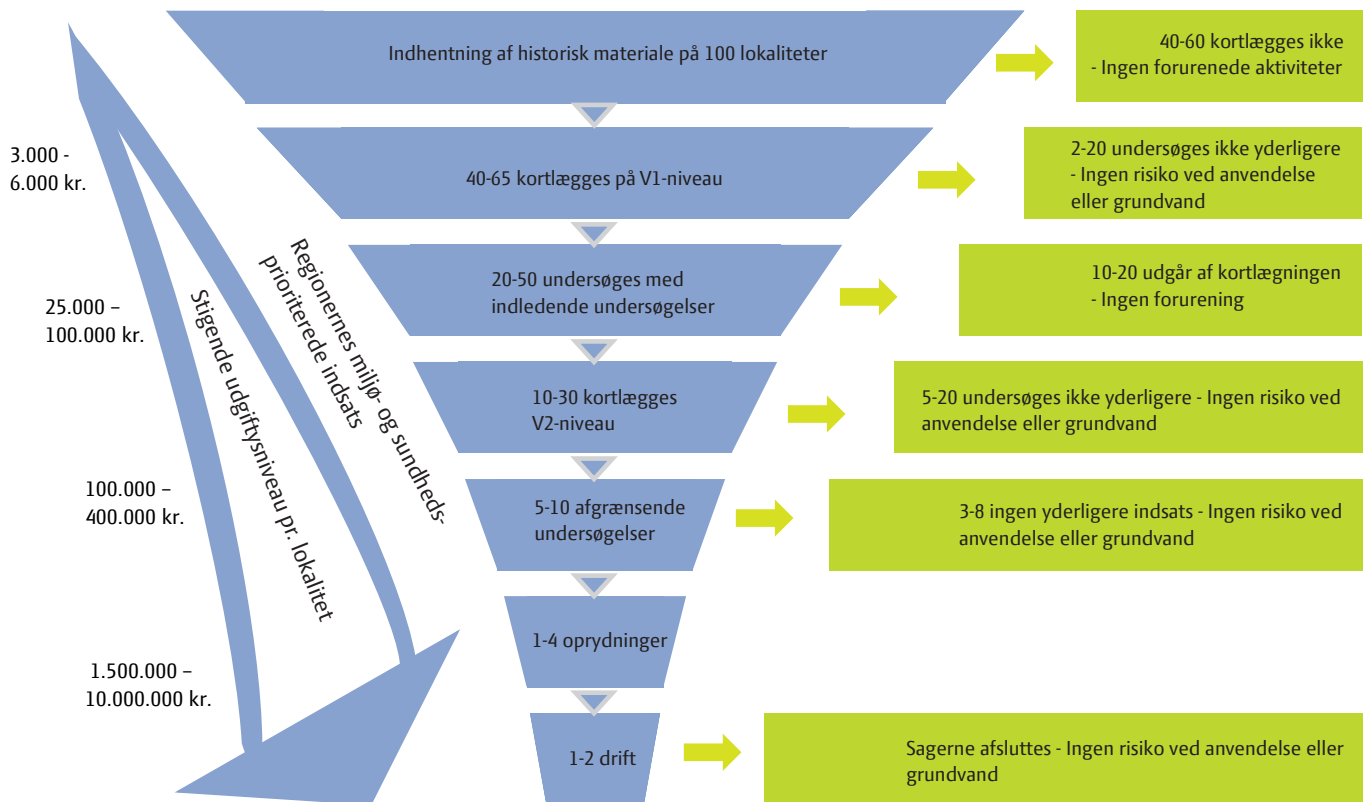 Indhentning af historisk materiale på 100 lokaliteter
40-60 kortlægges ikke
- Ingen forurenede aktiviteter
3.000 -
6.000 kr.
40-65 kortlægges på V1-niveau
2-20 undersøges ikke yderligere
- Ingen risiko ved anvendelse
eller grundvand
20-50 undersøges med
indledende undersøgelser
10-20 udgår af kortlægningen
- Ingen forurening
25.000 –
100.000 kr.
Stigende udgiftysniveau pr. lokalitet
Regionernes miljø- og sundheds-
prioriterede indsats
10-30 kortlægges
V2-niveau
5-20 undersøges ikke yderligere - Ingen risiko ved
anvendelse eller grundvand
100.000 –
400.000 kr.
5-10 afgrænsende
undersøgelser
3-8 ingen yderligere indsats - Ingen risiko ved
anvendelse eller grundvand
1-4 oprydninger
1.500.000 –
10.000.000 kr.
1-2 drift
Sagerne afsluttes - Ingen risiko ved anvendelse eller
grundvand